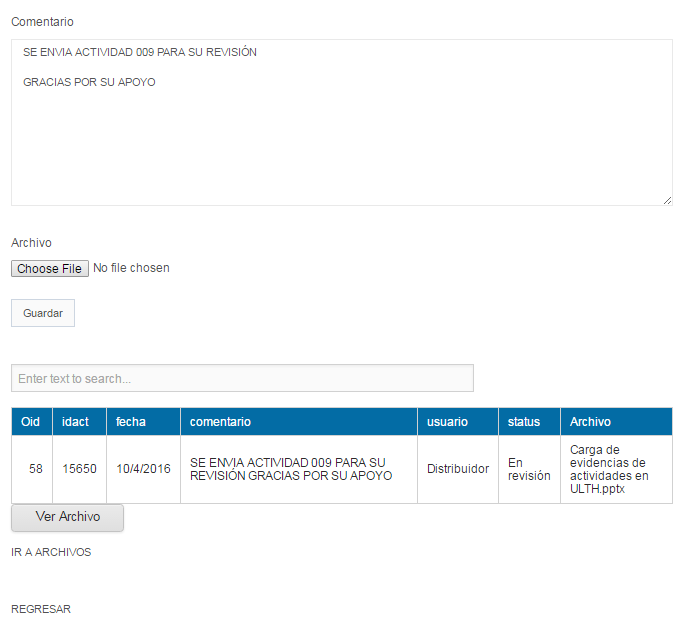 Comentario
SE ENVIA ACTIVIDAD 009 PARA SU REVISIÓN
GRACIAS POR SU APOYO
Archivo
Choose File No file chosen
Guardar
Enter text to search...
Oid idact fecha comentario usuario status Archivo
58 15650 10/4/2016 SE ENVIA ACTIVIDAD 009 PARA SU REVISIÓN GRACIAS POR SU APOYO Distribuidor En revisión Carga de evidencias de actividades en ULTH.pptx
Ver Archivo
IR A ARCHIVOS
REGRESAR